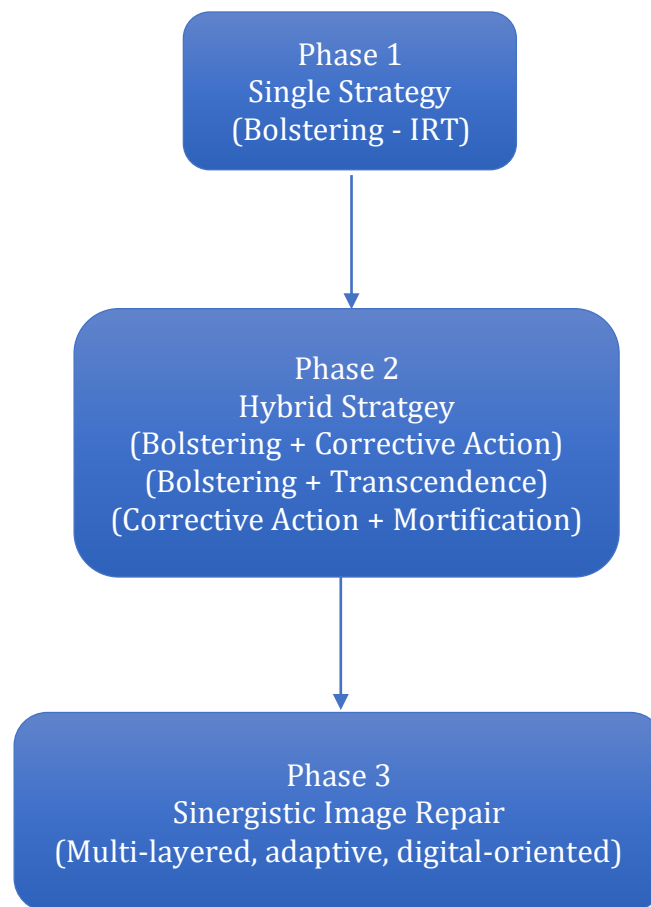 Phase 1
Single Strategy
(Bolstering - IRT)
Phase 2
Hybrid Stratgey
(Bolstering + Corrective Action)
(Bolstering + Transcendence)
(Corrective Action + Mortification)
Phase 3
Sinergistic Image Repair
(Multi-layered, adaptive, digital-oriented)